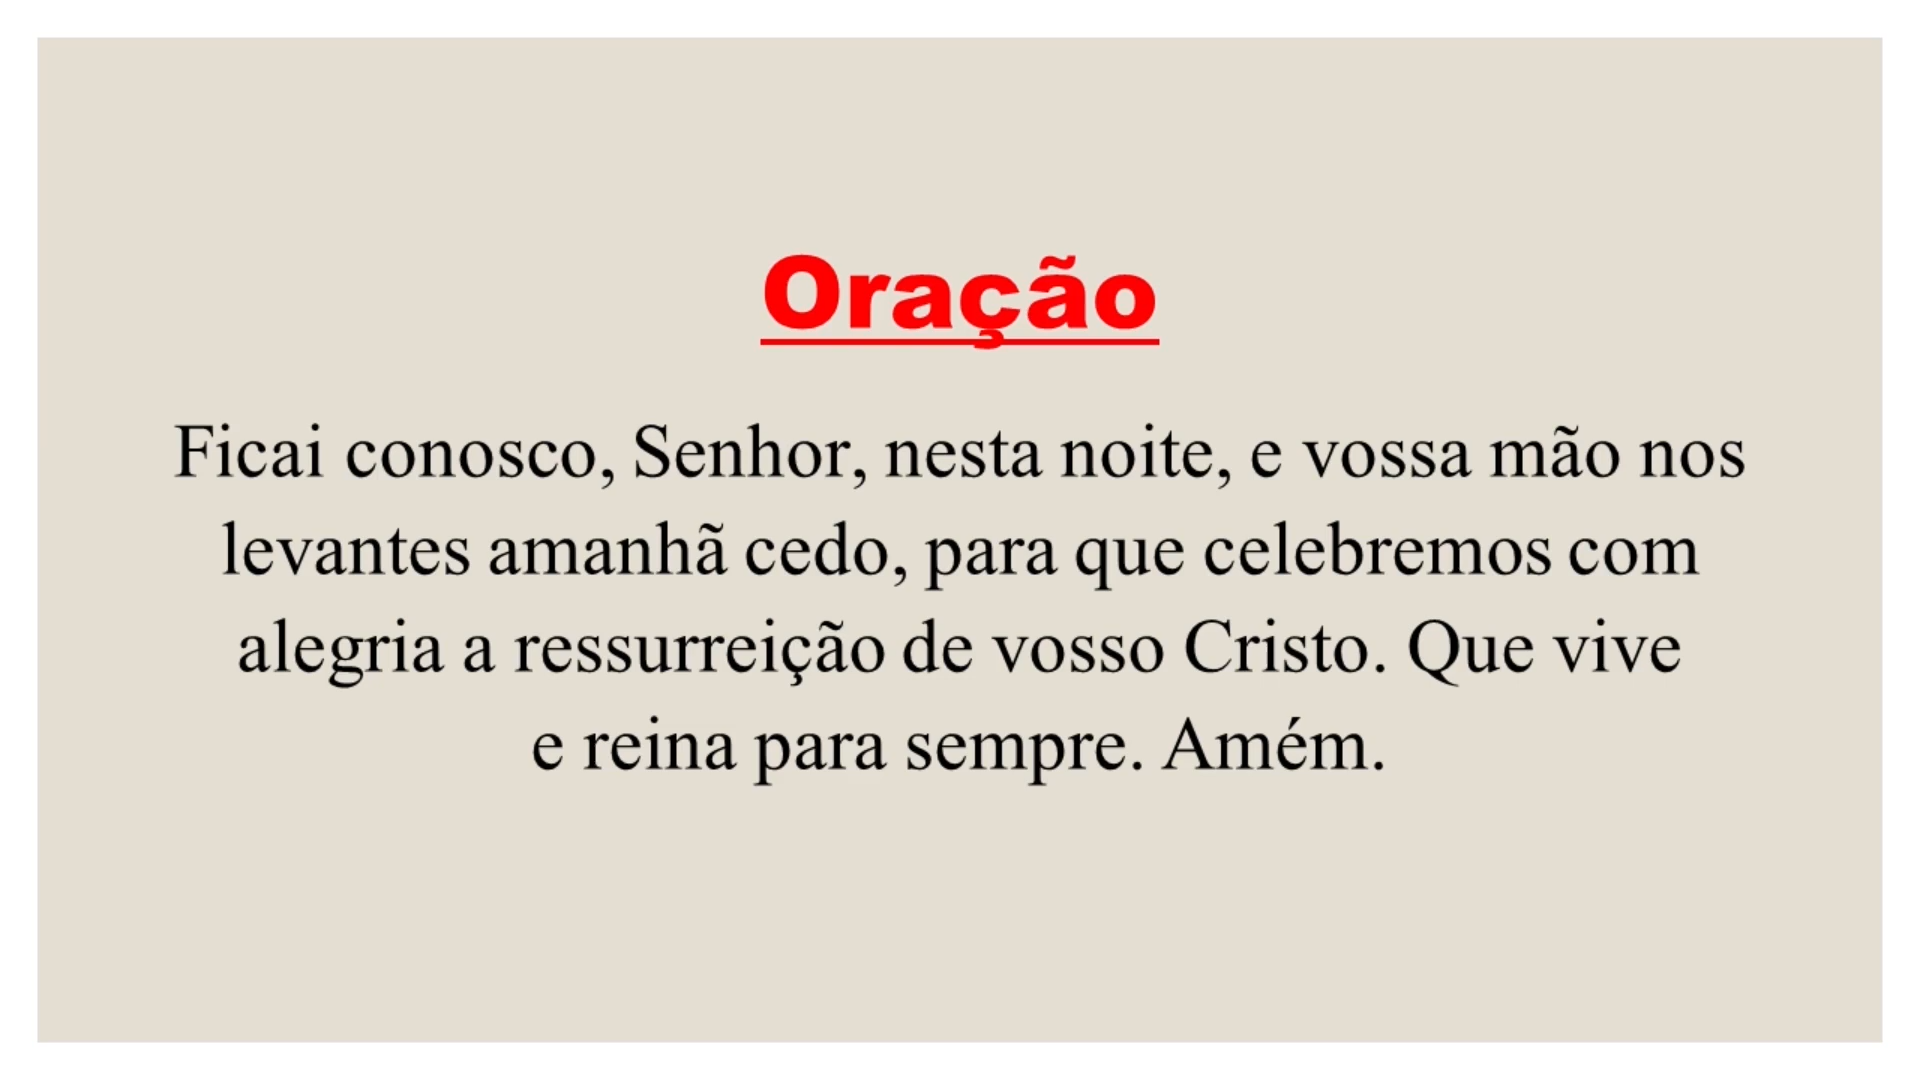 Oração
Ficai conosco, Senhor, nesta noite, e vossa mão nos
levantes amanhã cedo, para que celebremos com
alegria a ressurreição de vosso Cristo. Que vive
e reina para sempre. Amém.